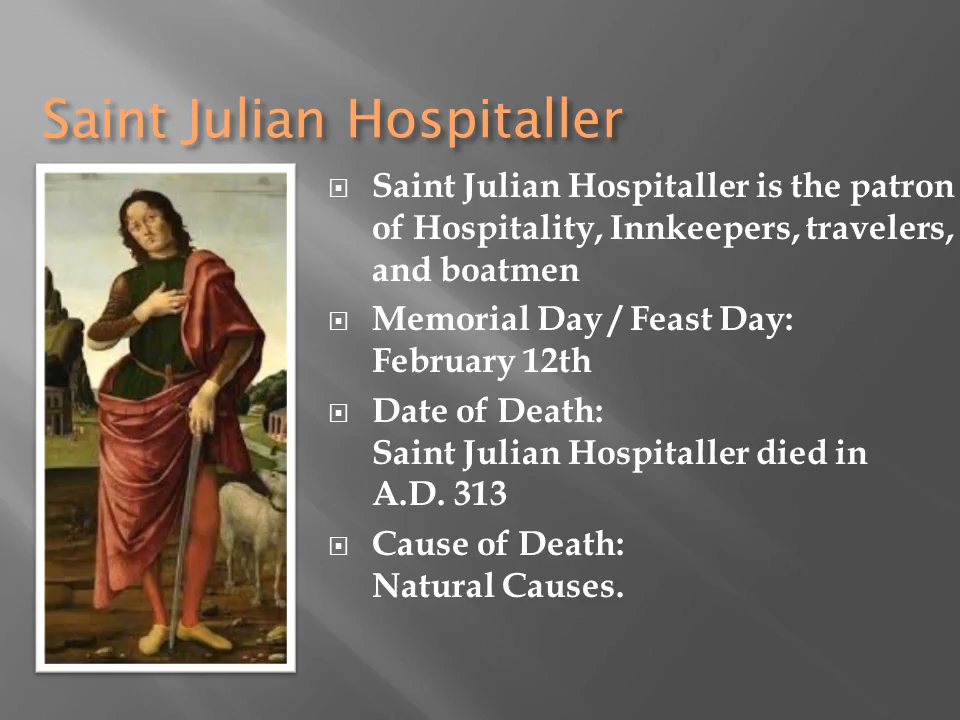 Saint Julian Hospitaller
Saint Julian Hospitaller is the patron
of Hospitality, Innkeepers, travelers,
and boatmen
Memorial Day / Feast Day:
February 12th
Date of Death:
Saint Julian Hospitaller died in
A.D. 313
Cause of Death:
Natural Causes.